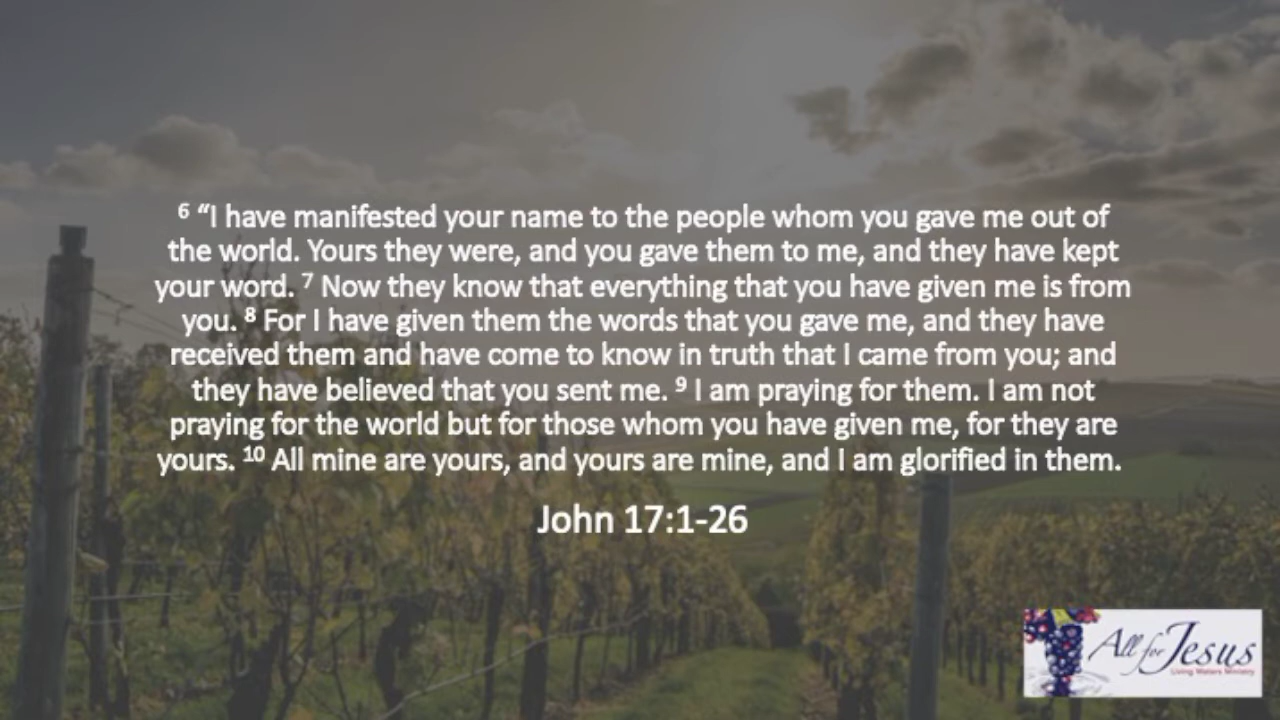 ⁶ “I have manifested your name to the people whom you gave me out of
the world. Yours they were, and you gave them to me, and they have kept
your word. ⁷ Now they know that everything that you have given me is from
you. ⁸ For I have given them the words that you gave me, and they have
received them and have come to know in truth that I came from you; and
they have believed that you sent me. ⁹ I am praying for them. I am not
praying for the world but for those whom you have given me, for they are
yours. ¹⁰ All mine are yours, and yours are mine, and I am glorified in them.
John 17:1-26
All for Jesus
Living Waters Ministry